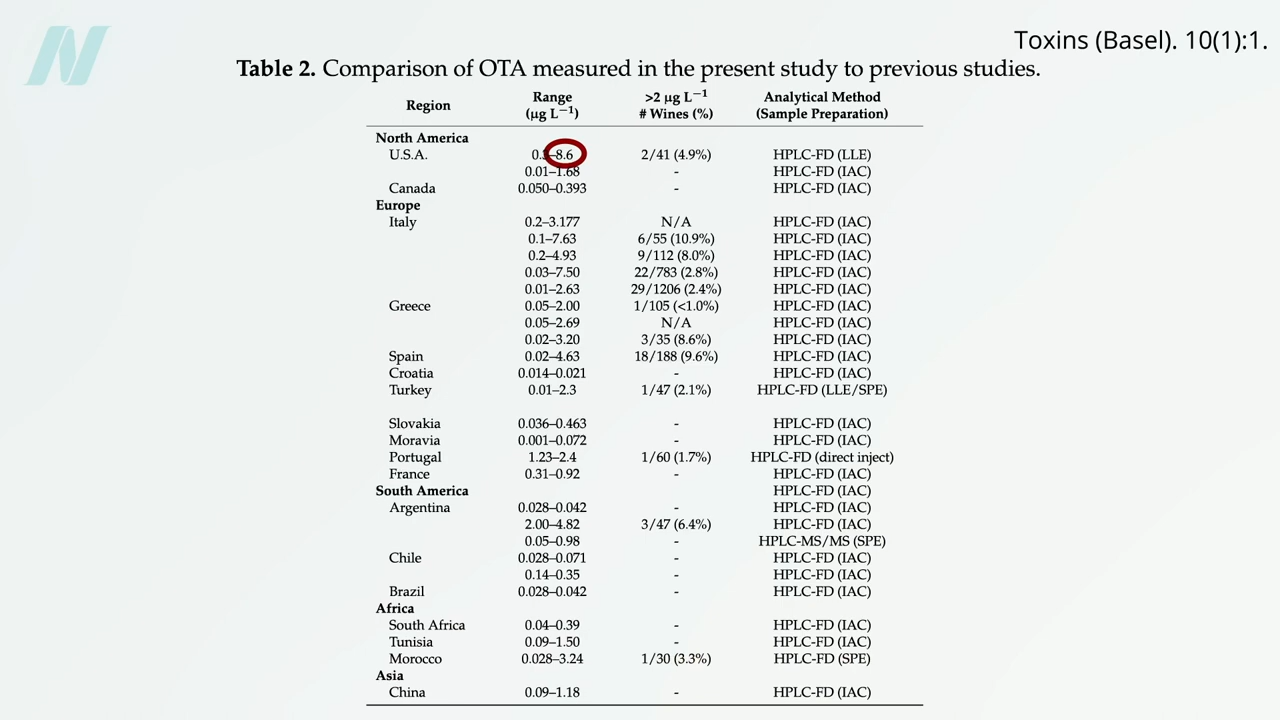 Toxins (Basel). 10(1):1.
Table 2. Comparison of OTA measured in the present study to previous studies.
Region Range (μg L−1) >2 μg L−1 # Wines (%) Analytical Method (Sample Preparation)
North America
U.S.A. 8.6 2/41 (4.9%) HPLC-FD (LLE)
0.01–1.68 - HPLC-FD (IAC)
Canada 0.050–0.393 - HPLC-FD (IAC)
Europe
Italy 0.2–3.177 N/A HPLC-FD (IAC)
0.1–7.63 6/55 (10.9%) HPLC-FD (IAC)
0.2–4.93 9/112 (8.0%) HPLC-FD (IAC)
0.03–7.50 22/783 (2.8%) HPLC-FD (IAC)
0.01–2.63 29/1206 (2.4%) HPLC-FD (IAC)
Greece 0.05–2.00 1/105 (<1.0%) HPLC-FD (IAC)
0.05–2.69 N/A HPLC-FD (IAC)
0.02–3.20 3/35 (8.6%) HPLC-FD (IAC)
Spain 0.02–4.63 18/188 (9.6%) HPLC-FD (IAC)
Croatia 0.014–0.021 - HPLC-FD (IAC)
Turkey 0.01–2.3 1/47 (2.1%) HPLC-FD (LLE/SPE)
Slovakia 0.036–0.463 - HPLC-FD (IAC)
Moravia 0.001–0.072 - HPLC-FD (IAC)
Portugal 1.23–2.4 1/60 (1.7%) HPLC-FD (direct inject)
France 0.31–0.92 - HPLC-FD (IAC)
South America HPLC-FD (IAC)
Argentina 0.028–0.042 - HPLC-FD (IAC)
2.00–4.82 3/47 (6.4%) HPLC-FD (IAC)
0.05–0.98 - HPLC-MS/MS (SPE)
Chile 0.028–0.071 - HPLC-FD (IAC)
0.14–0.35 - HPLC-FD (IAC)
Brazil 0.028–0.042 - HPLC-FD (IAC)
Africa
South Africa 0.04–0.39 - HPLC-FD (IAC)
Tunisia 0.09–1.50 - HPLC-FD (IAC)
Morocco 0.028–3.24 1/30 (3.3%) HPLC-FD (SPE)
Asia
China 0.09–1.18 - HPLC-FD (IAC)